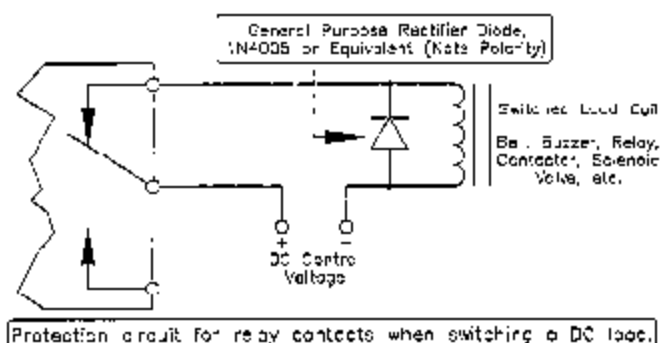 General Purpose Rectifier Diode,
1N4005 or Equivalent (Note Polarity)
Switched Load Coil
Bell, Buzzer, Relay,
Contactor, Solenoid
Valve, etc.
+ −
DC Control
Voltage
Protection circuit for relay contacts when switching a DC load.